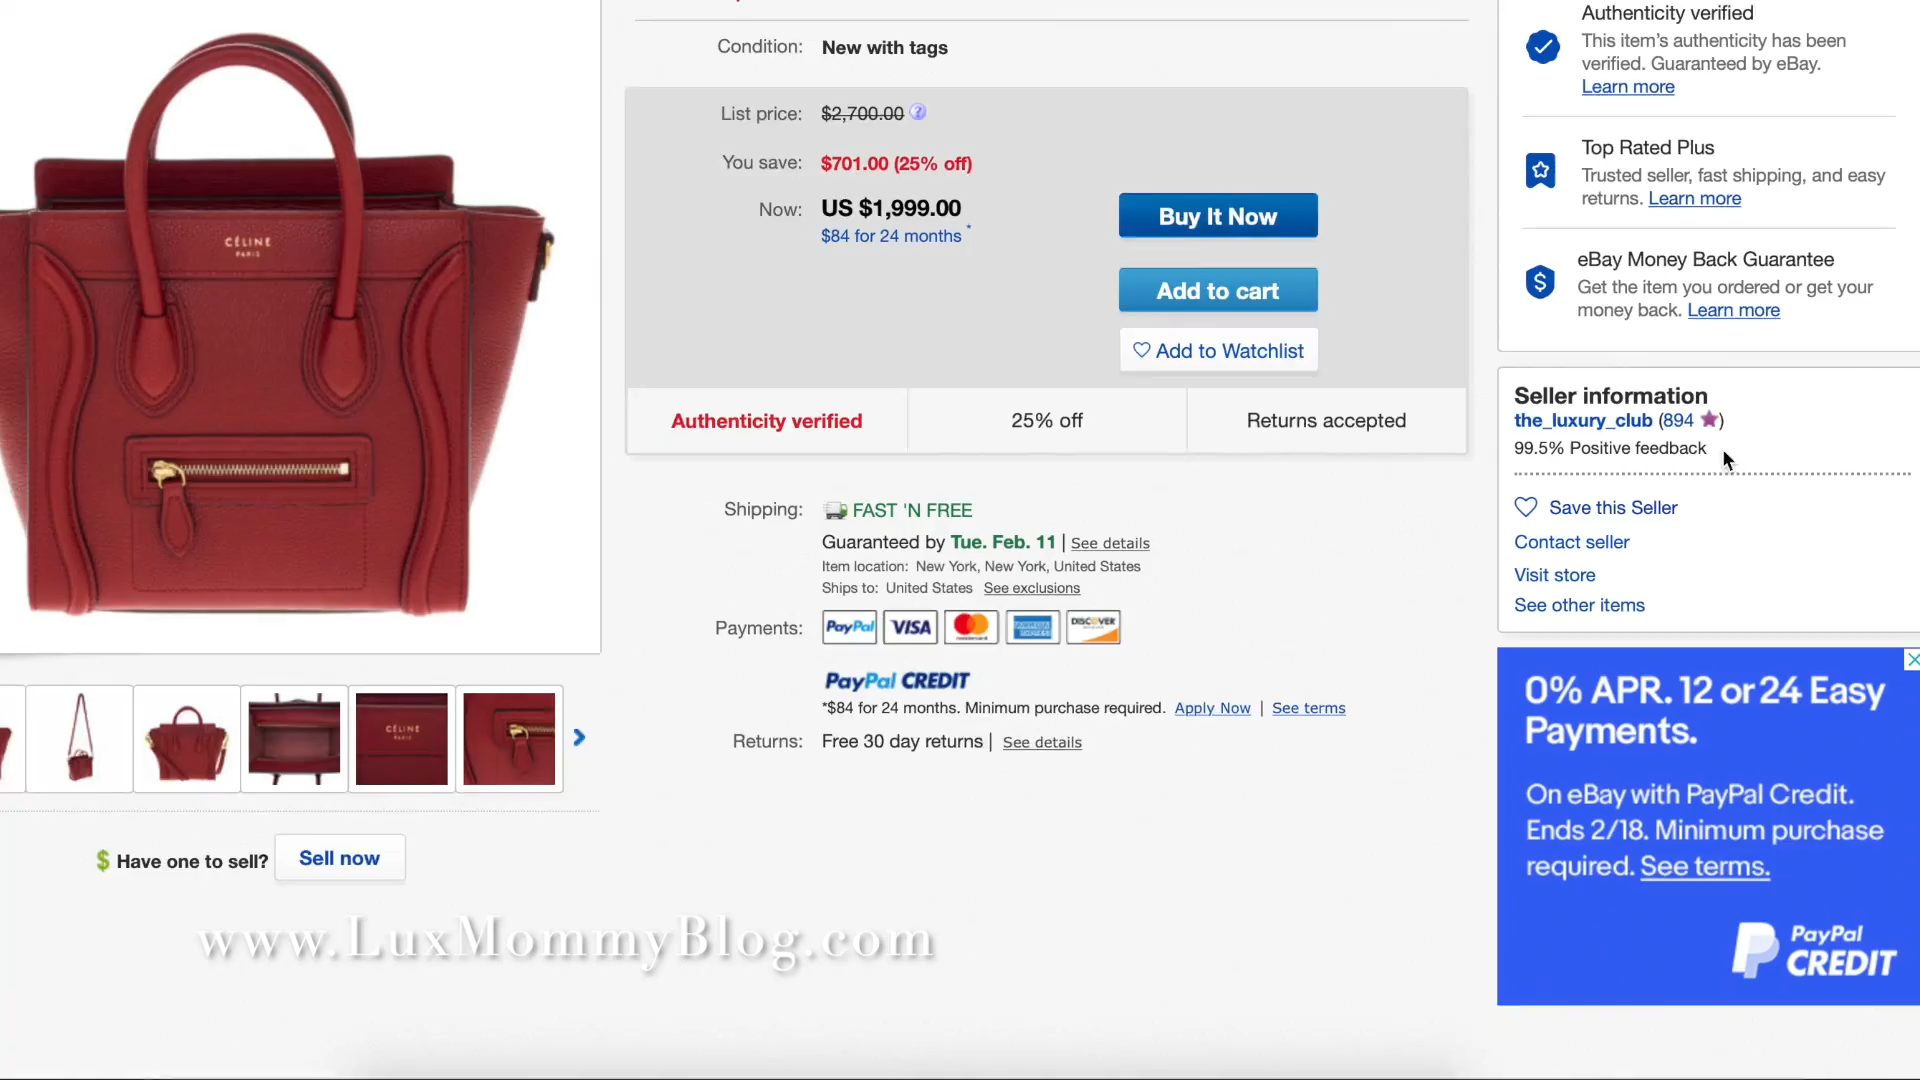 CÉLINE
PARIS
Condition: New with tags
List price: $2,700.00 ?
You save: $701.00 (25% off)
Now: US $1,999.00
$84 for 24 months *
Buy It Now
Add to cart
Add to Watchlist
Authenticity verified
25% off
Returns accepted
Shipping: FAST 'N FREE
Guaranteed by Tue. Feb. 11 | See details
Item location: New York, New York, United States
Ships to: United States See exclusions
Payments: PayPal VISA mastercard AMERICAN EXPRESS DISCOVER
PayPal CREDIT
*$84 for 24 months. Minimum purchase required. Apply Now | See terms
Returns: Free 30 day returns | See details
CÉLINE
PARIS
$ Have one to sell? Sell now
www.LuxMommyBlog.com
Authenticity verified
This item's authenticity has been
verified. Guaranteed by eBay.
Learn more
Top Rated Plus
Trusted seller, fast shipping, and easy
returns. Learn more
$
eBay Money Back Guarantee
Get the item you ordered or get your
money back. Learn more
Seller information
the_luxury_club (894 )
99.5% Positive feedback
Save this Seller
Contact seller
Visit store
See other items
0% APR. 12 or 24 Easy
Payments.
On eBay with PayPal Credit.
Ends 2/18. Minimum purchase
required. See terms.
PayPal
CREDIT